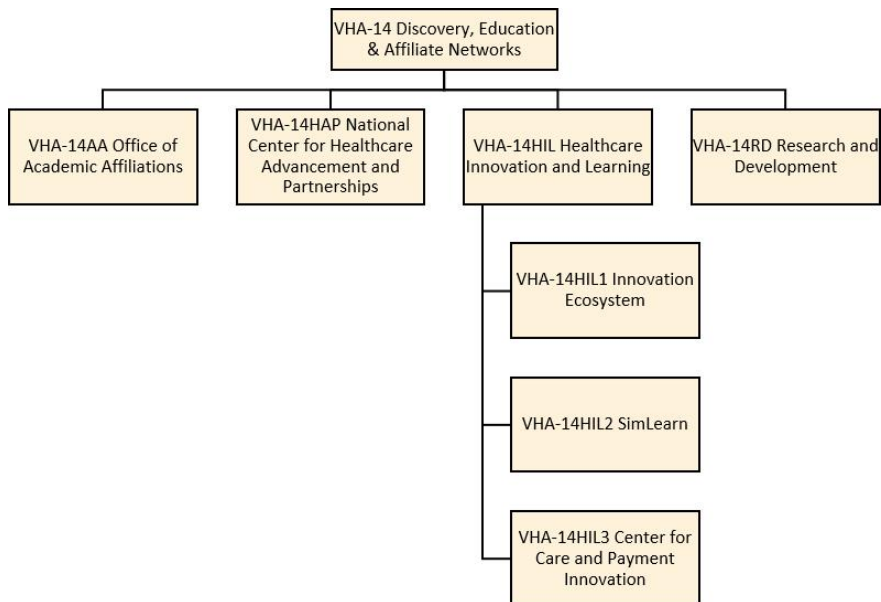 VHA-14 Discovery, Education
& Affiliate Networks
VHA-14AA Office of
Academic Affiliations
VHA-14HAP National
Center for Healthcare
Advancement and
Partnerships
VHA-14HIL Healthcare
Innovation and Learning
VHA-14RD Research and
Development
VHA-14HIL1 Innovation
Ecosystem
VHA-14HIL2 SimLearn
VHA-14HIL3 Center for
Care and Payment
Innovation